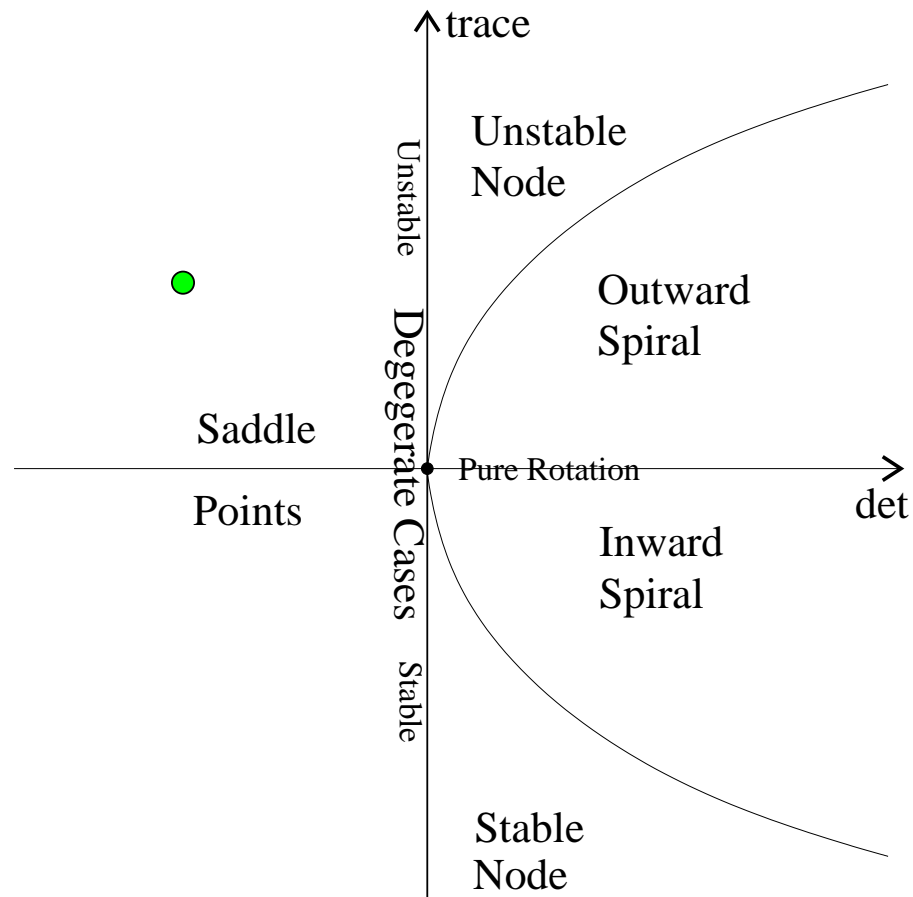 trace
Unstable
Node
Unstable
Outward
Spiral
Degegerate Cases
Saddle
Pure Rotation
det
Points
Inward
Spiral
Stable
Stable
Node